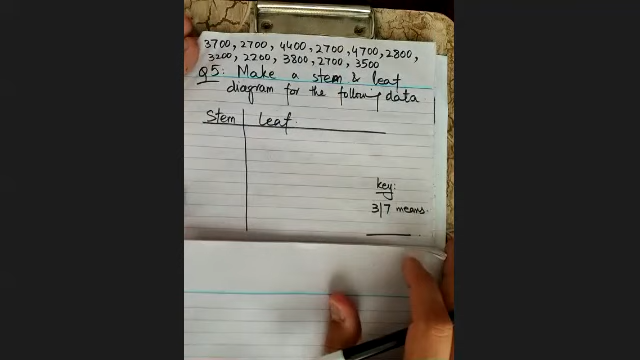 3700, 2700, 4400, 2700, 4700, 2800,
3200, 2200, 3800, 2700, 3500
Q5: Make a stem & leaf
diagram for the following data
Stem Leaf.
key:
3|7 means.